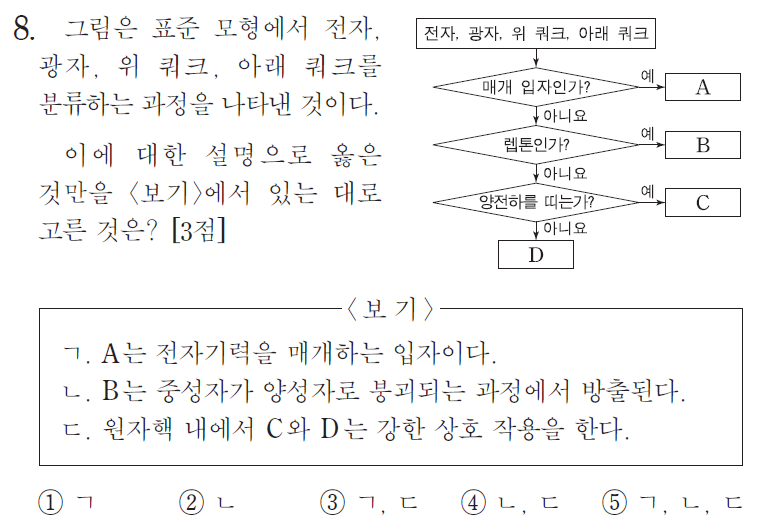 8. 그림은 표준 모형에서 전자,
광자, 위 쿼크, 아래 쿼크를
분류하는 과정을 나타낸 것이다.
이에 대한 설명으로 옳은
것만을 〈보기〉에서 있는 대로
고른 것은? [3점]
전자, 광자, 위 쿼크, 아래 쿼크
매개 입자인가?
예
A
아니요
렙톤인가?
예
B
아니요
양전하를 띠는가?
예
C
아니요
D
〈보 기〉
ㄱ. A는 전자기력을 매개하는 입자이다.
ㄴ. B는 중성자가 양성자로 붕괴되는 과정에서 방출된다.
ㄷ. 원자핵 내에서 C와 D는 강한 상호 작용을 한다.
① ㄱ ② ㄴ ③ ㄱ, ㄷ ④ ㄴ, ㄷ ⑤ ㄱ, ㄴ, ㄷ